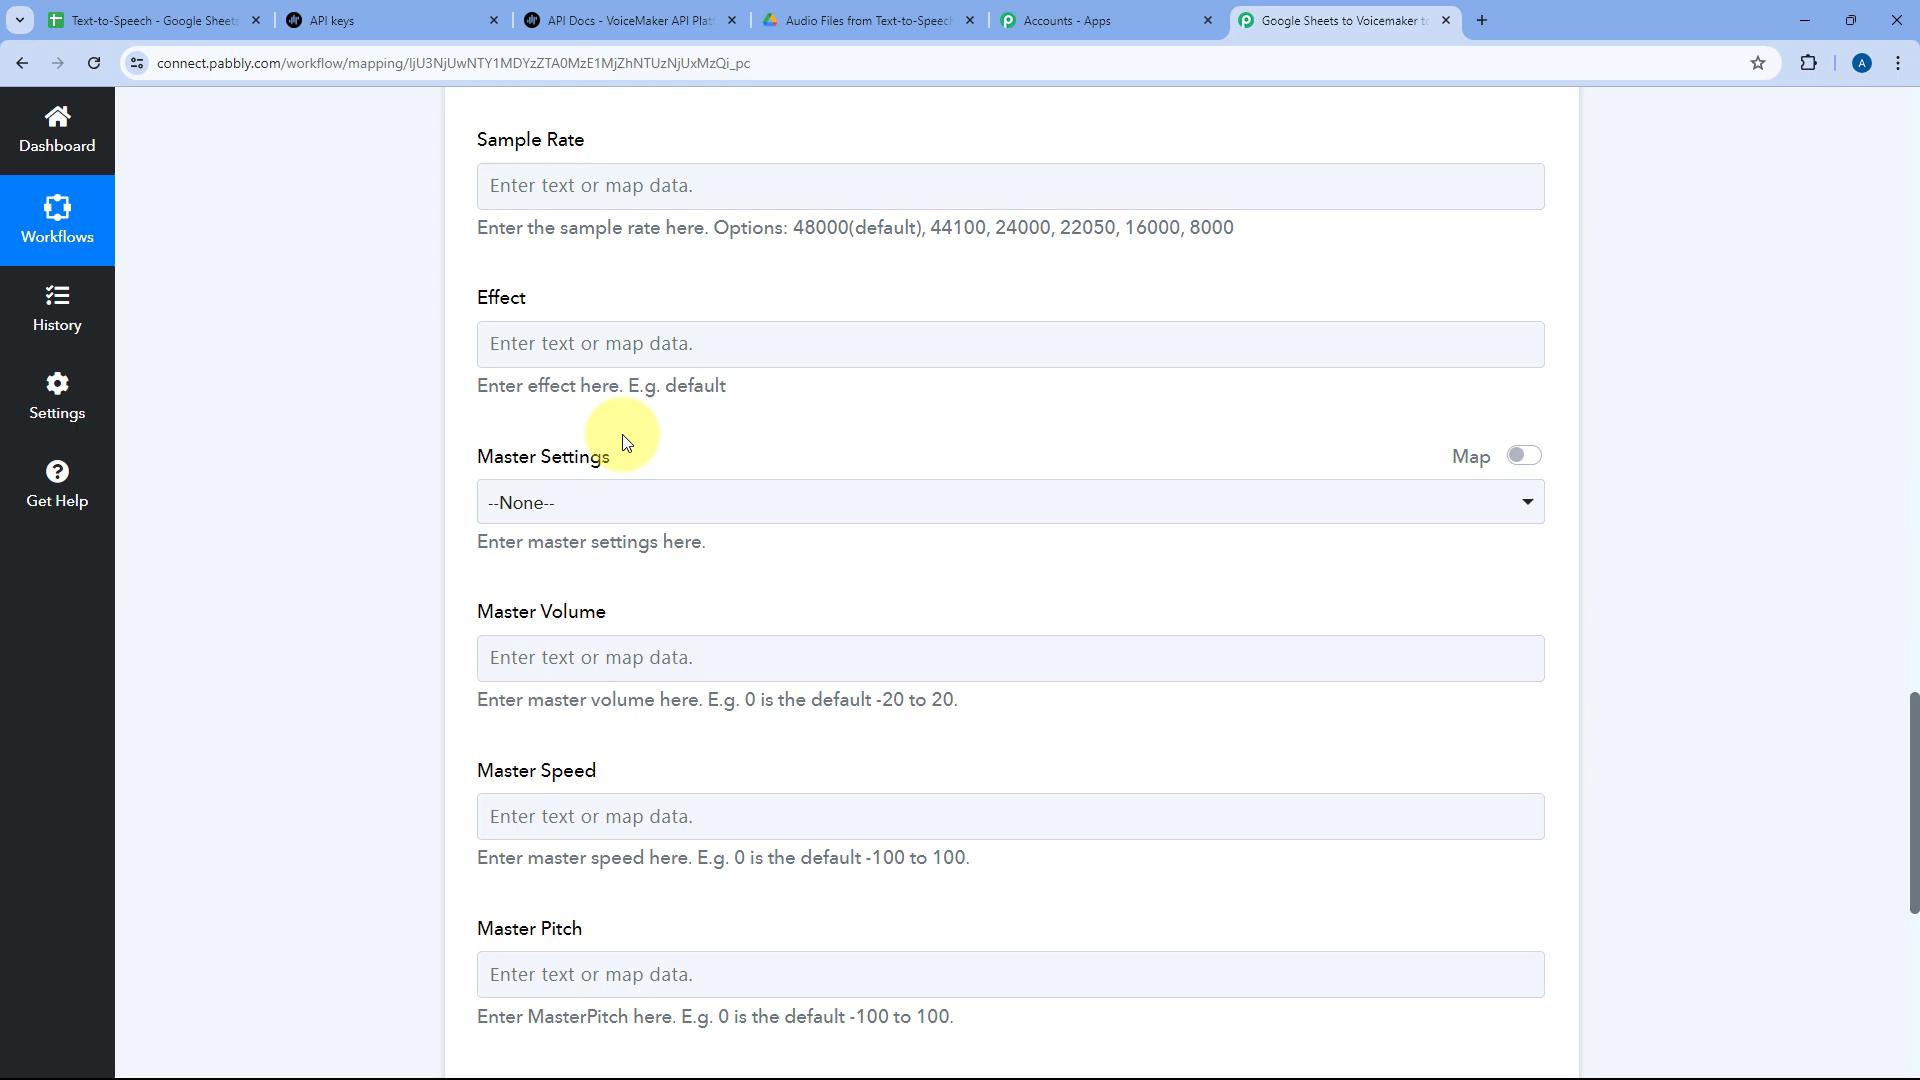 Text-to-Speech - Google Sheets
API keys
API Docs - VoiceMaker API Plat
Audio Files from Text-to-Speech
Accounts - Apps
Google Sheets to Voicemaker to
connect.pabbly.com/workflow/mapping/IjU3NjUwNTY1MDYzZTA0MzE1MjZhNTUzNjUxMzQi_pc
A
Dashboard
Workflows
History
Settings
Get Help
Sample Rate
Enter text or map data.
Enter the sample rate here. Options: 48000(default), 44100, 24000, 22050, 16000, 8000
Effect
Enter text or map data.
Enter effect here. E.g. default
Master Settings
Map
--None--
Enter master settings here.
Master Volume
Enter text or map data.
Enter master volume here. E.g. 0 is the default -20 to 20.
Master Speed
Enter text or map data.
Enter master speed here. E.g. 0 is the default -100 to 100.
Master Pitch
Enter text or map data.
Enter MasterPitch here. E.g. 0 is the default -100 to 100.